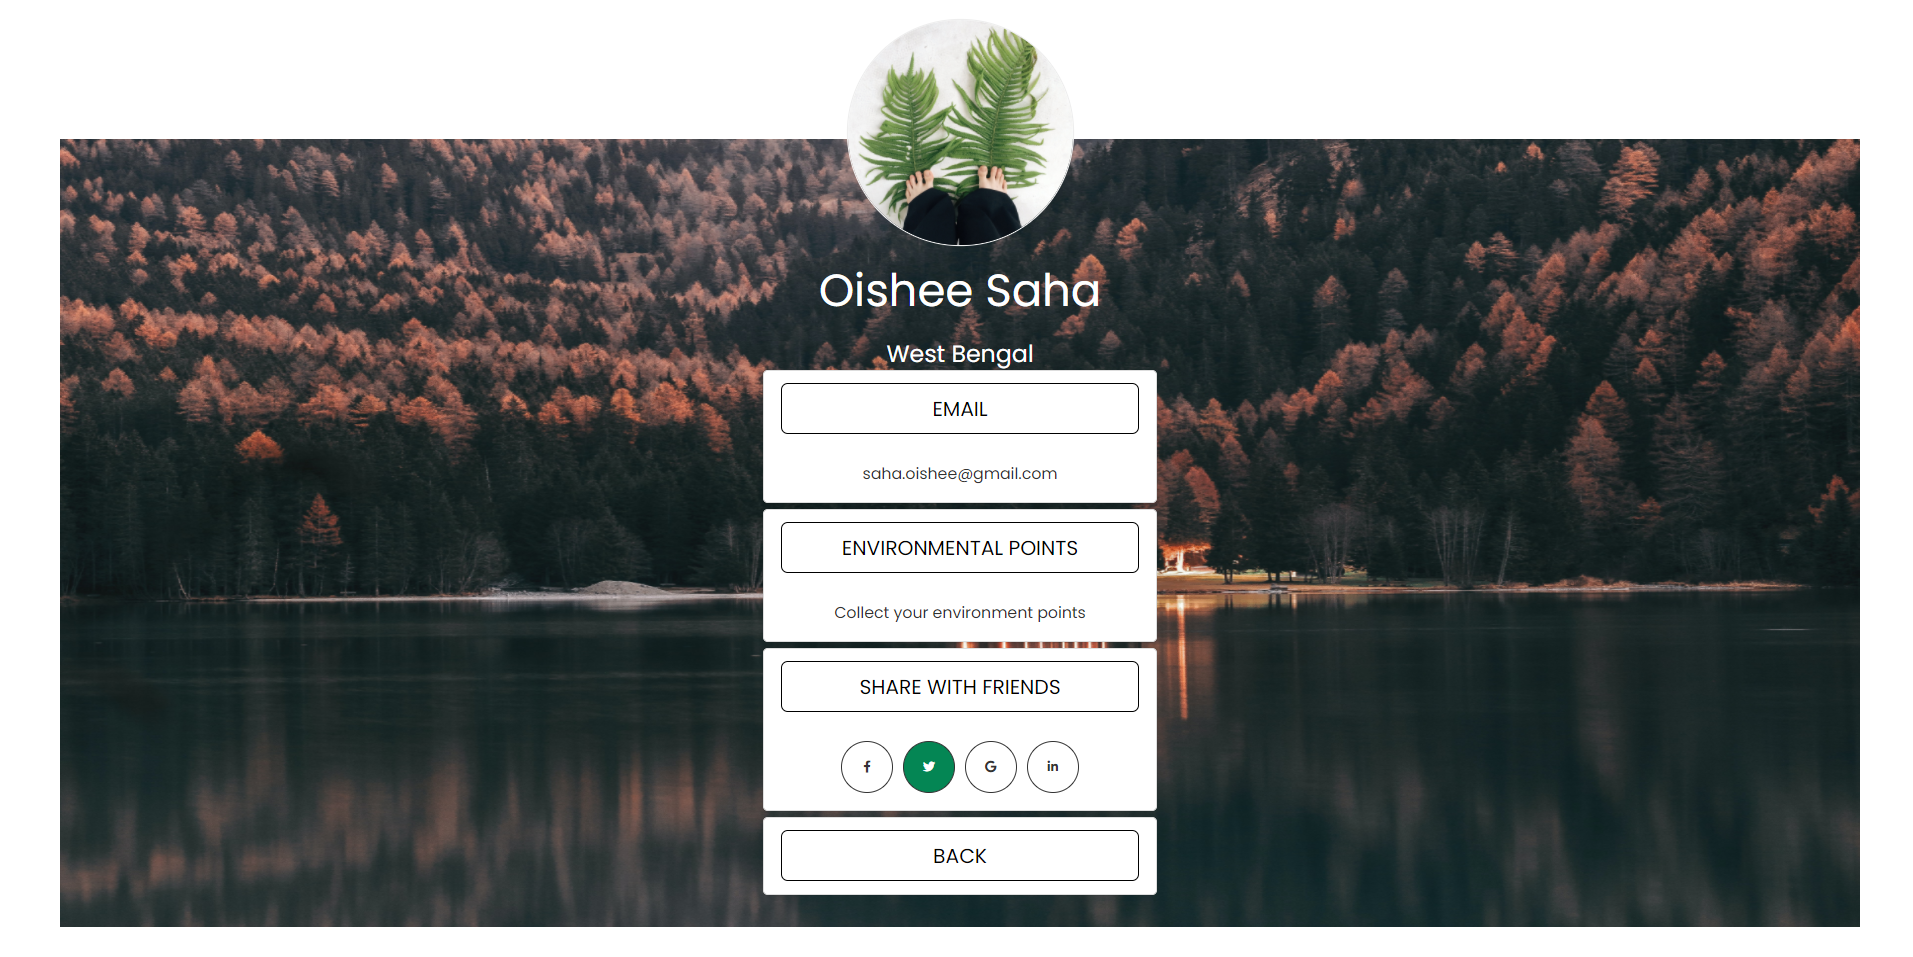 Oishee Saha
West Bengal
EMAIL
saha.oishee@gmail.com
ENVIRONMENTAL POINTS
Collect your environment points
SHARE WITH FRIENDS
BACK